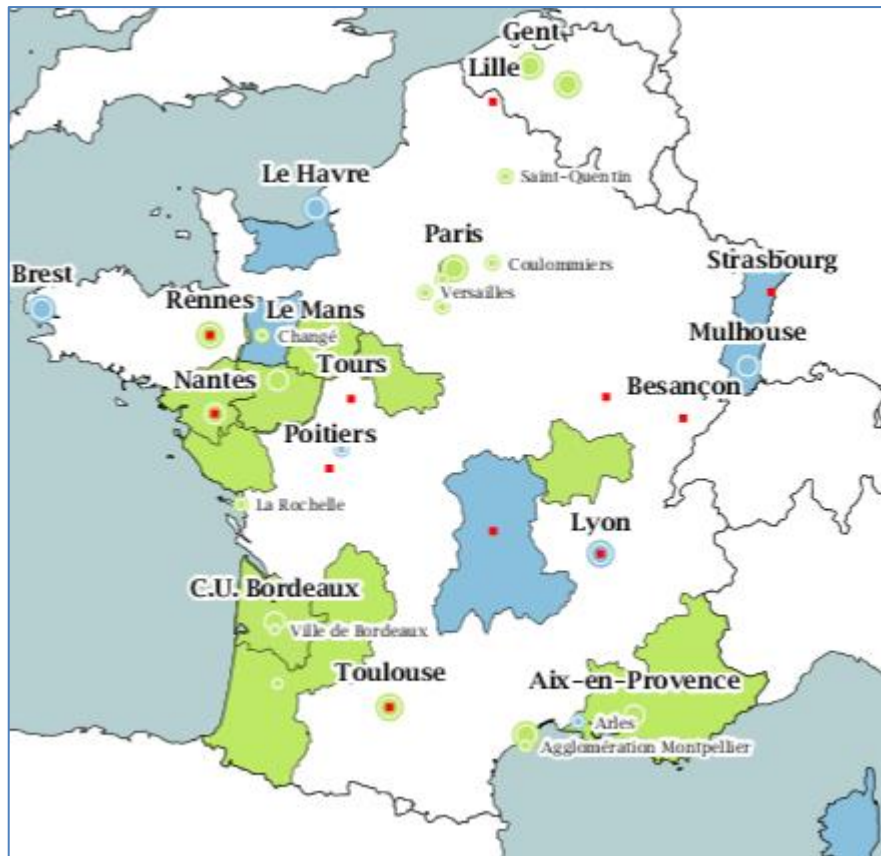 Gent
Lille
Saint-Quentin
Le Havre
Paris
Coulommiers
Strasbourg
Brest
Versailles
Rennes
Le Mans
Changé
Mulhouse
Tours
Nantes
Besançon
Poitiers
La Rochelle
Lyon
C.U. Bordeaux
Ville de Bordeaux
Toulouse
Aix-en-Provence
Arles
Agglomération Montpellier